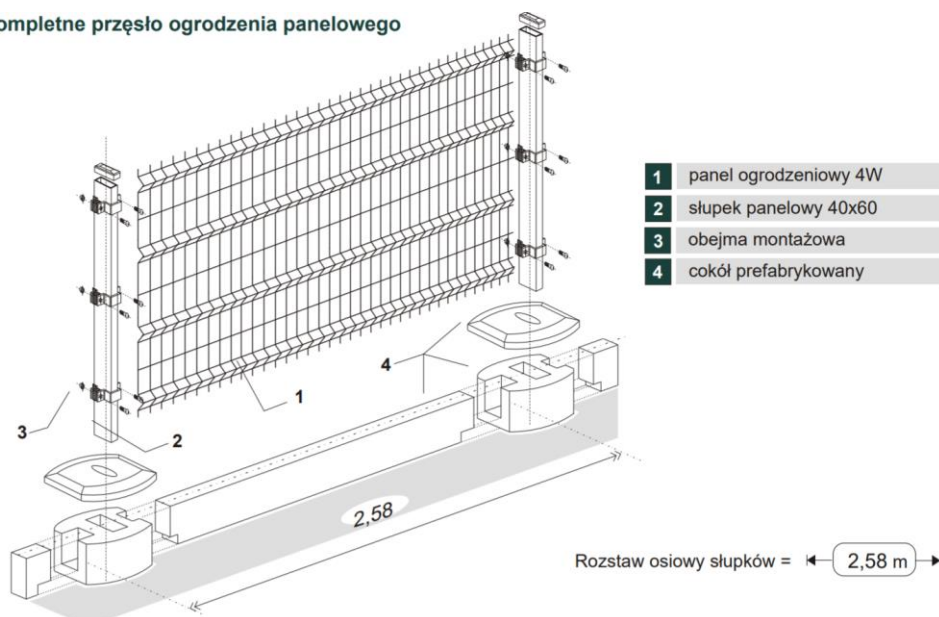 ompletne przęsło ogrodzenia panelowego
1 panel ogrodzeniowy 4W
2 słupek panelowy 40x60
3 obejma montażowa
4 cokół prefabrykowany
4
1
3
2
2,58
Rozstaw osiowy słupków = 2,58 m